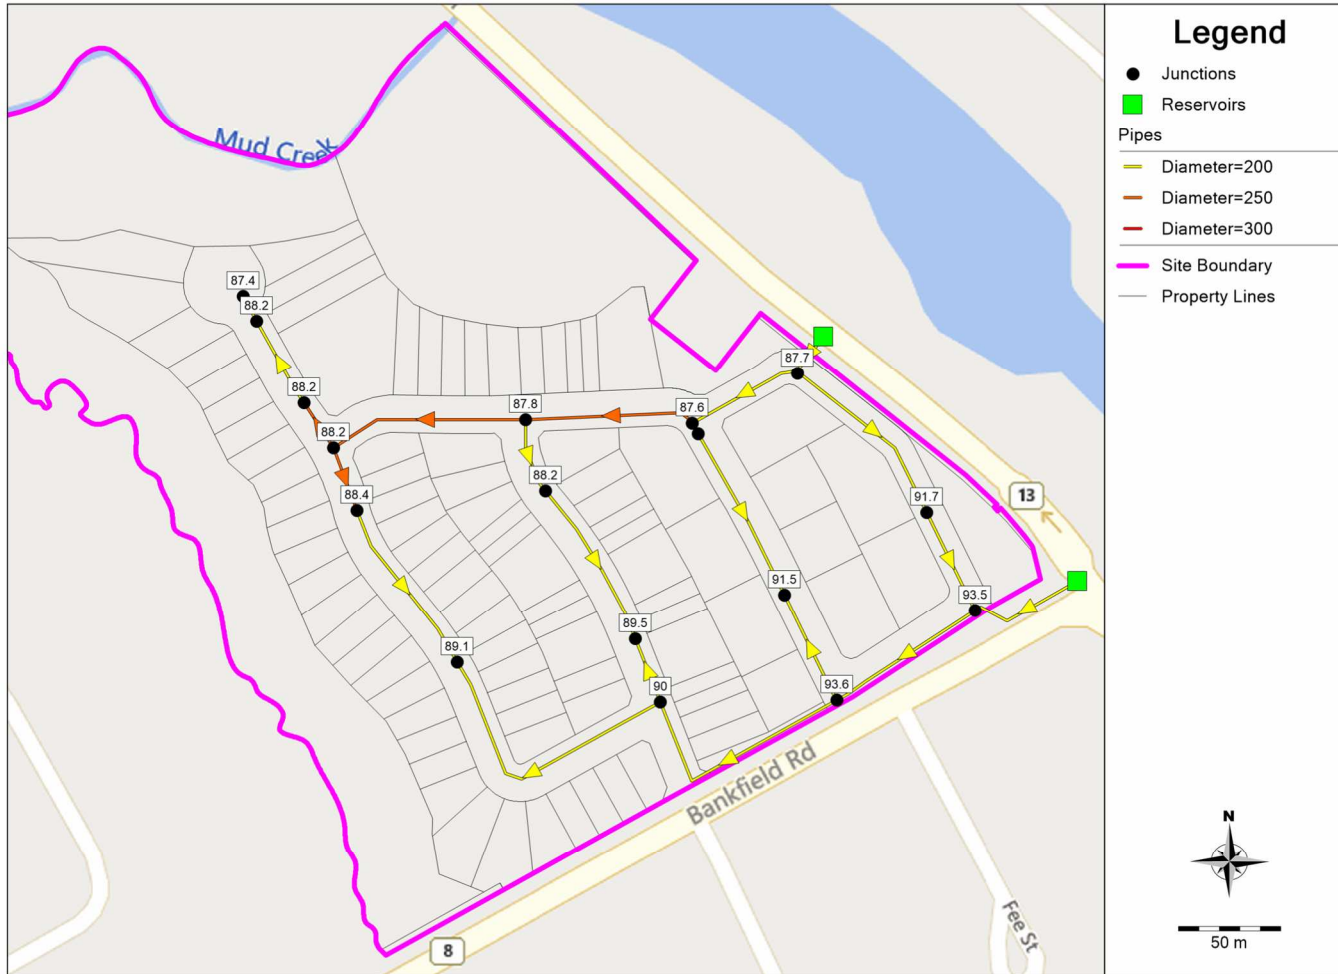 Legend
Junctions
Reservoirs
Pipes
Diameter=200
Diameter=250
Diameter=300
Site Boundary
Property Lines
Mud Creek
87.4
88.2
88.2
88.2
88.4
87.8
88.2
87.6
87.7
91.7
13
91.5
93.5
89.5
89.1
90
93.6
Bankfield Rd
8
Fee St
N
50 m